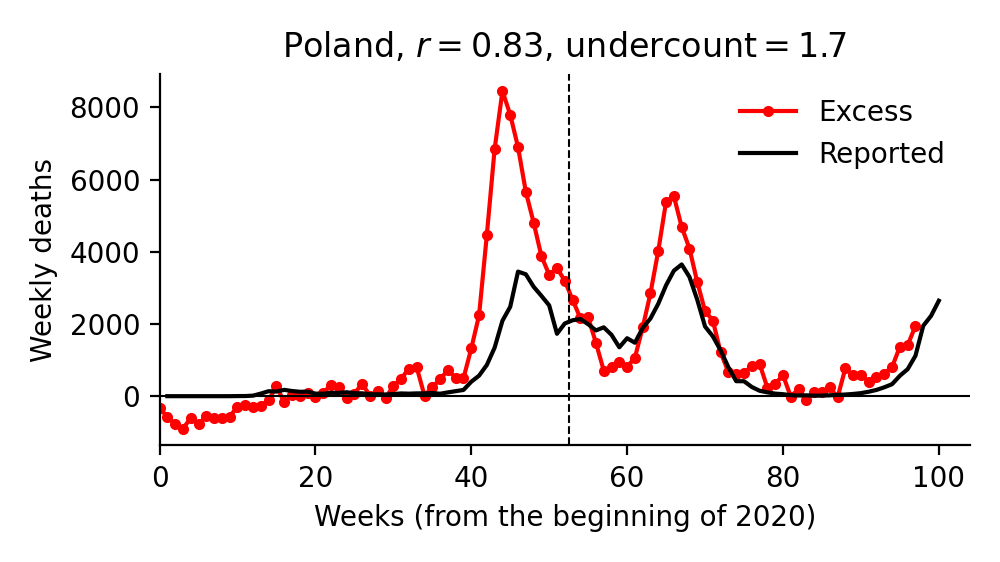 Poland, r = 0.83, undercount = 1.7
Excess
Reported
Weekly deaths
8000
6000
4000
2000
0
0 20 40 60 80 100
Weeks (from the beginning of 2020)